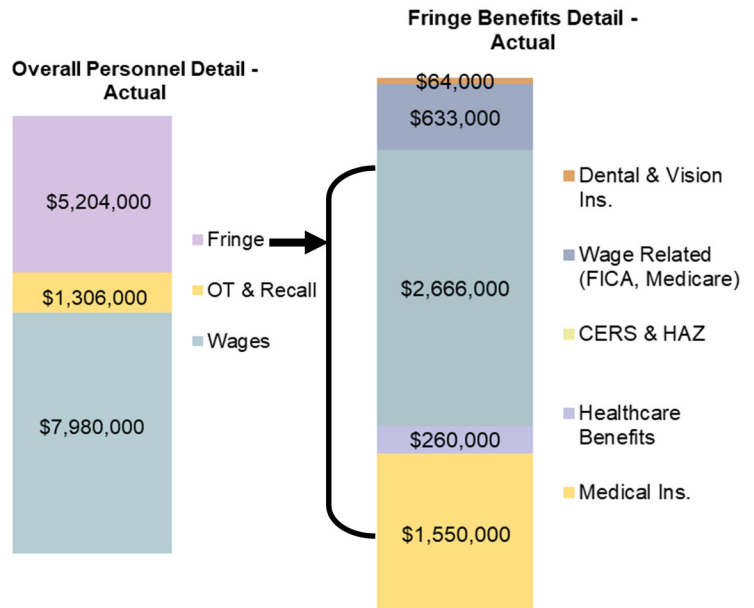 Overall Personnel Detail -
Actual
$5,204,000
$1,306,000
$7,980,000
Fringe
OT & Recall
Wages
Fringe Benefits Detail -
Actual
$64,000
$633,000
$2,666,000
$260,000
$1,550,000
Dental & Vision
Ins.
Wage Related
(FICA, Medicare)
CERS & HAZ
Healthcare
Benefits
Medical Ins.